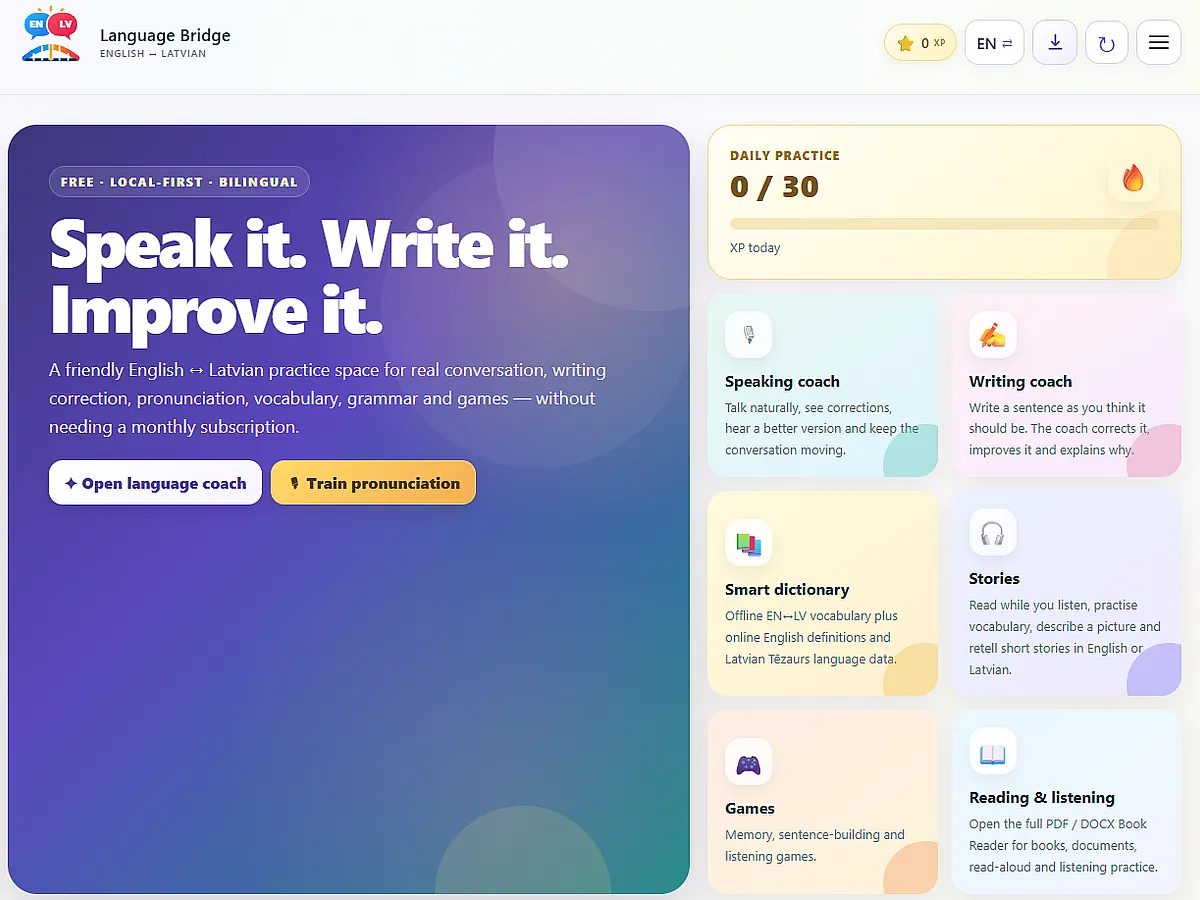 EN LV
Language Bridge
ENGLISH ↔ LATVIAN
0 XP
EN ⇄
FREE · LOCAL-FIRST · BILINGUAL
Speak it. Write it.
Improve it.
A friendly English ↔ Latvian practice space for real conversation, writing
correction, pronunciation, vocabulary, grammar and games — without
needing a monthly subscription.
Open language coach
Train pronunciation
DAILY PRACTICE
0 / 30
XP today
Speaking coach
Talk naturally, see corrections,
hear a better version and keep the
conversation moving.
Writing coach
Write a sentence as you think it
should be. The coach corrects it,
improves it and explains why.
Smart dictionary
Offline EN↔LV vocabulary plus
online English definitions and
Latvian Tēzaurs language data.
Stories
Read while you listen, practise
vocabulary, describe a picture and
retell short stories in English or
Latvian.
Games
Memory, sentence-building and
listening games.
Reading & listening
Open the full PDF / DOCX Book
Reader for books, documents,
read-aloud and listening practice.